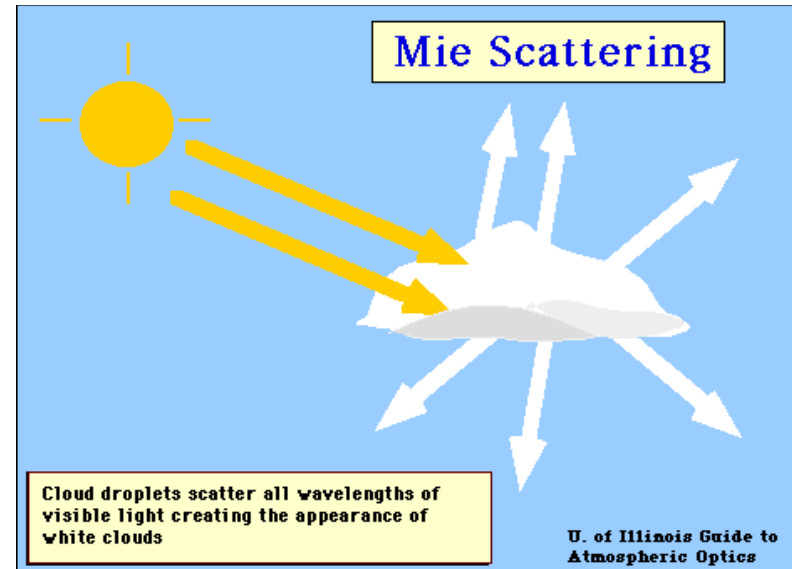 Mie Scattering
Cloud droplets scatter all wavelengths of
visible light creating the appearance of
white clouds
U. of Illinois Guide to
Atmospheric Optics